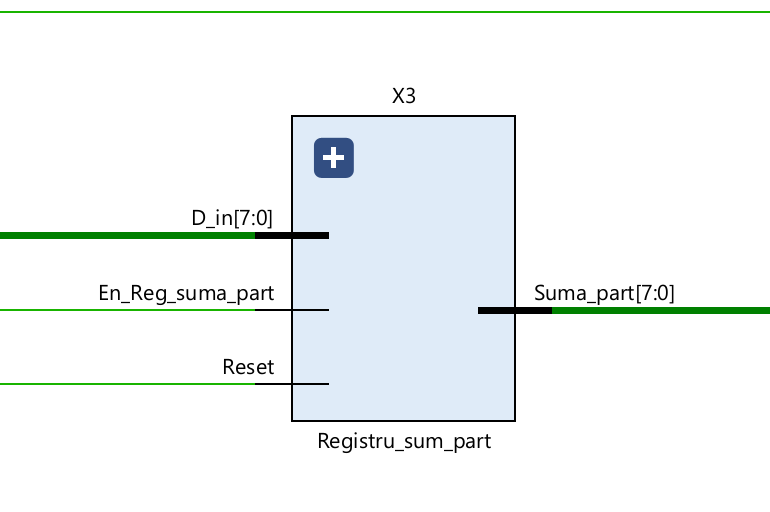 X3
D_in[7:0]
En_Reg_suma_part
Suma_part[7:0]
Reset
Registru_sum_part